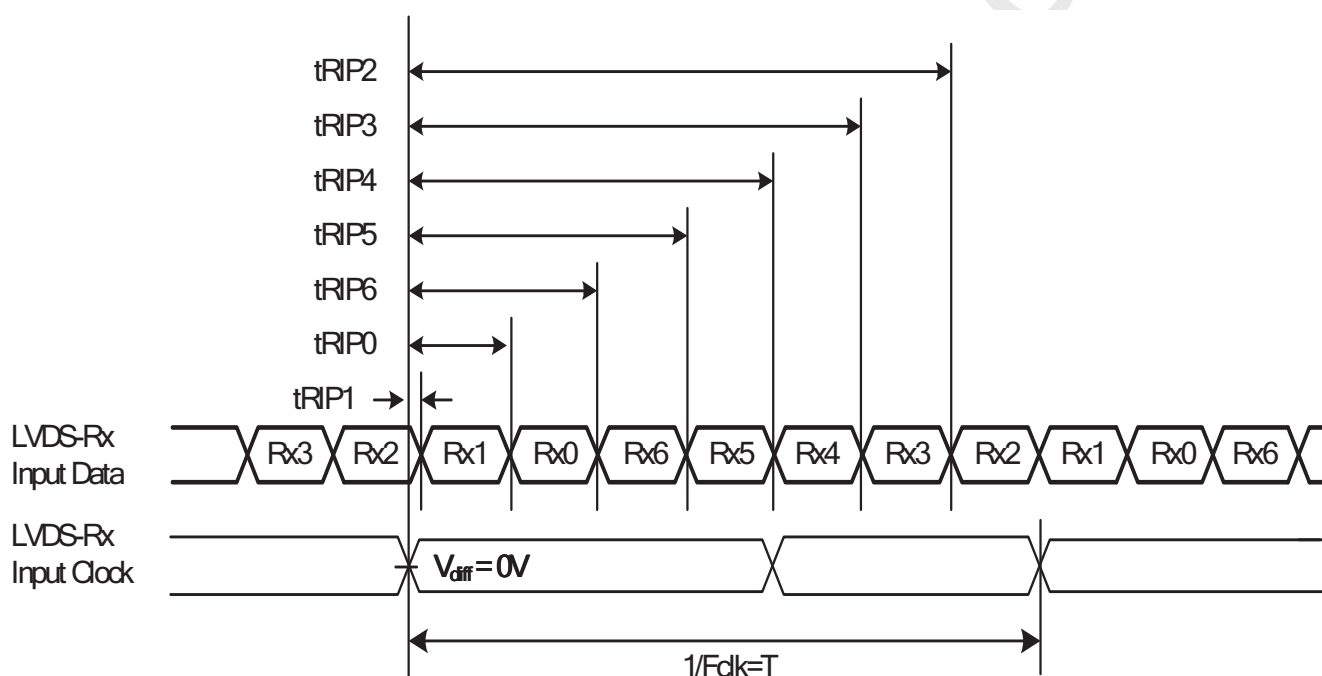 tRIP2
tRIP3
tRIP4
tRIP5
tRIP6
tRIP0
tRIP1
LVDS-Rx
Input Data
Rx3 Rx2 Rx1 Rx0 Rx6 Rx5 Rx4 Rx3 Rx2 Rx1 Rx0 Rx6
LVDS-Rx
Input Clock
Vdiff = 0V
1/Fclk=T